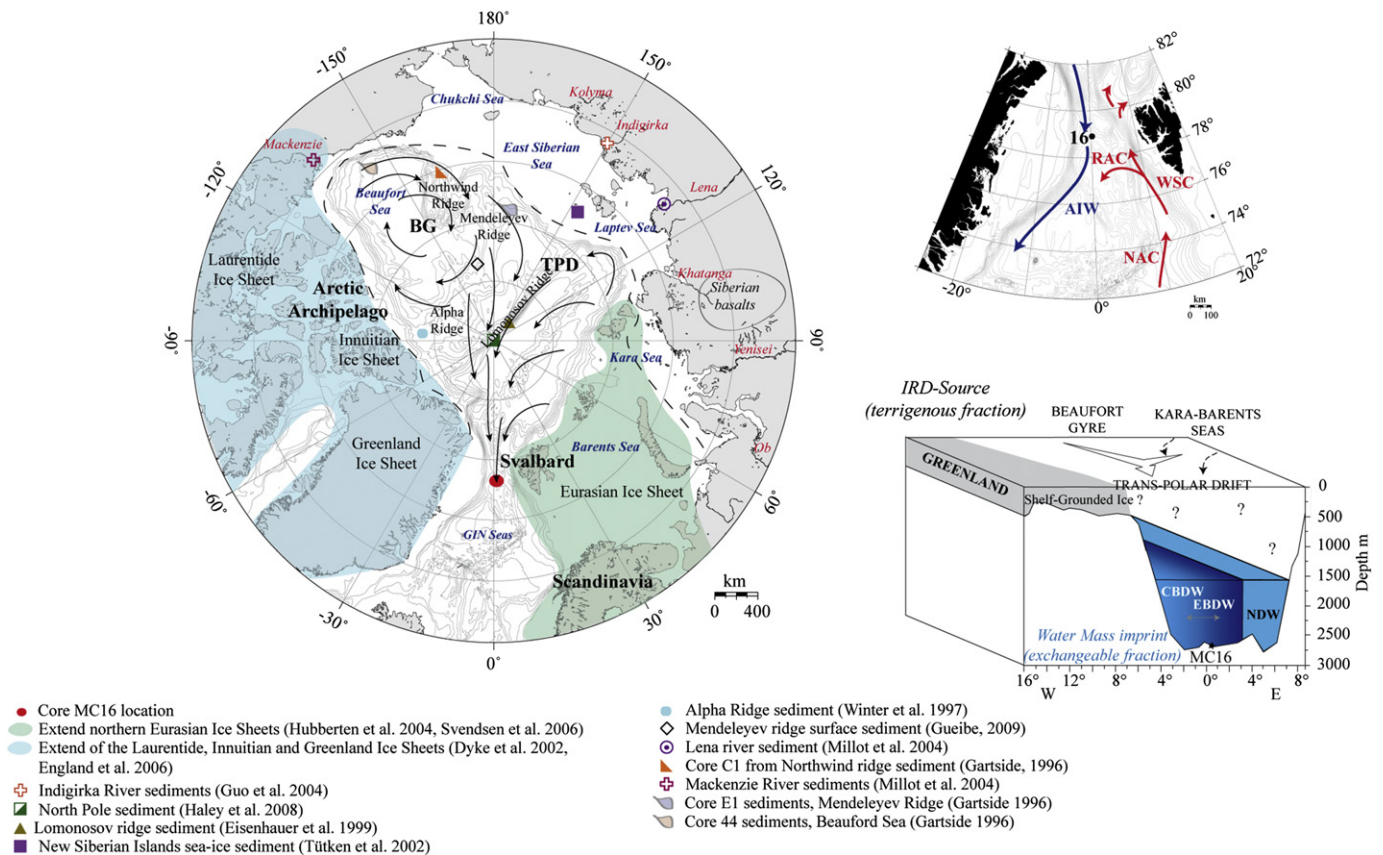 180°
-150°
150°
-120°
120°
-90°
90°
-60°
60°
-30°
30°
0°
Chukchi Sea
Kolyma
Indigirka
Mackenzie
East Siberian
Sea
Lena
Beaufort
Sea
Northwind
Ridge
BG
Mendeleyev
Ridge
Laptev Sea
TPD
Khatanga
Siberian
basalts
Laurentide
Ice Sheet
Arctic
Archipelago
Alpha
Ridge
Lomonosov Ridge
Innuitian
Ice Sheet
Kara Sea
Yenisei
Greenland
Ice Sheet
Barents Sea
Ob
Svalbard
Eurasian Ice Sheet
GIN Seas
Scandinavia
km
0 400
82°
80°
78°
76°
74°
72°
20°
0°
-20°
16
RAC
WSC
AIW
NAC
km
0 100
IRD-Source
(terrigenous fraction)
BEAUFORT
GYRE
KARA-BARENTS
SEAS
GREENLAND
TRANS-POLAR DRIFT
Shelf-Grounded Ice ?
?
?
?
0
500
1000
1500
2000
2500
3000
Depth m
CBDW
EBDW
NDW
Water Mass imprint
(exchangeable fraction)
MC16
16° 12° 8° 4° 0° 4° 8°
W E
Core MC16 location
Extend northern Eurasian Ice Sheets (Hubberten et al. 2004, Svendsen et al. 2006)
Extend of the Laurentide, Innuitian and Greenland Ice Sheets (Dyke et al. 2002,
England et al. 2006)
Indigirka River sediments (Guo et al. 2004)
North Pole sediment (Haley et al. 2008)
Lomonosov ridge sediment (Eisenhauer et al. 1999)
New Siberian Islands sea-ice sediment (Tütken et al. 2002)
Alpha Ridge sediment (Winter et al. 1997)
Mendeleyev ridge surface sediment (Gueibe, 2009)
Lena river sediment (Millot et al. 2004)
Core C1 from Northwind ridge sediment (Gartside, 1996)
Mackenzie River sediments (Millot et al. 2004)
Core E1 sediments, Mendeleyev Ridge (Gartside 1996)
Core 44 sediments, Beauford Sea (Gartside 1996)